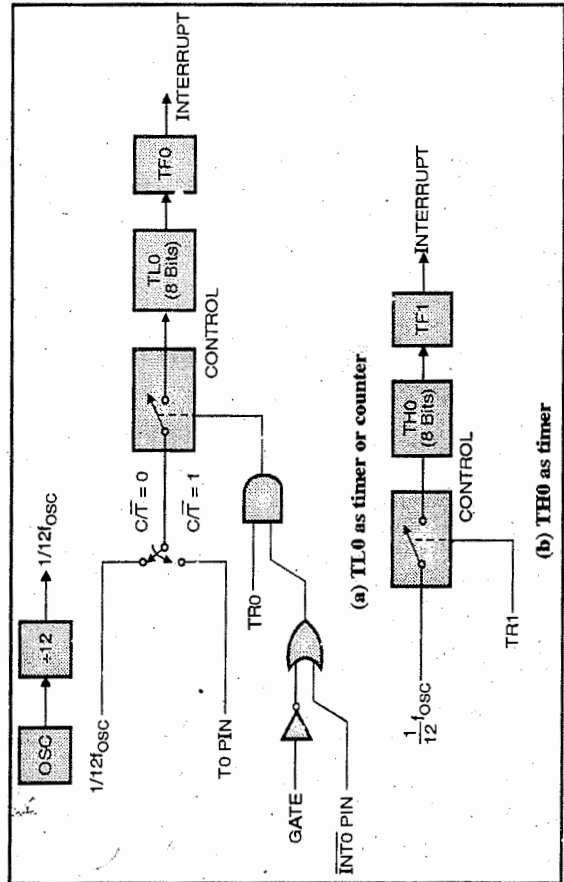 OSC
÷12
1/12fOSC
1/12fOSC
T0 PIN
C/T̅ = 0
C/T̅ = 1
CONTROL
TL0
(8 Bits)
TF0
INTERRUPT
TR0
GATE
I̅N̅T̅0̅ PIN
(a) TL0 as timer or counter
1/12 fOSC
TR1
CONTROL
TH0
(8 Bits)
TF1
INTERRUPT
(b) TH0 as timer